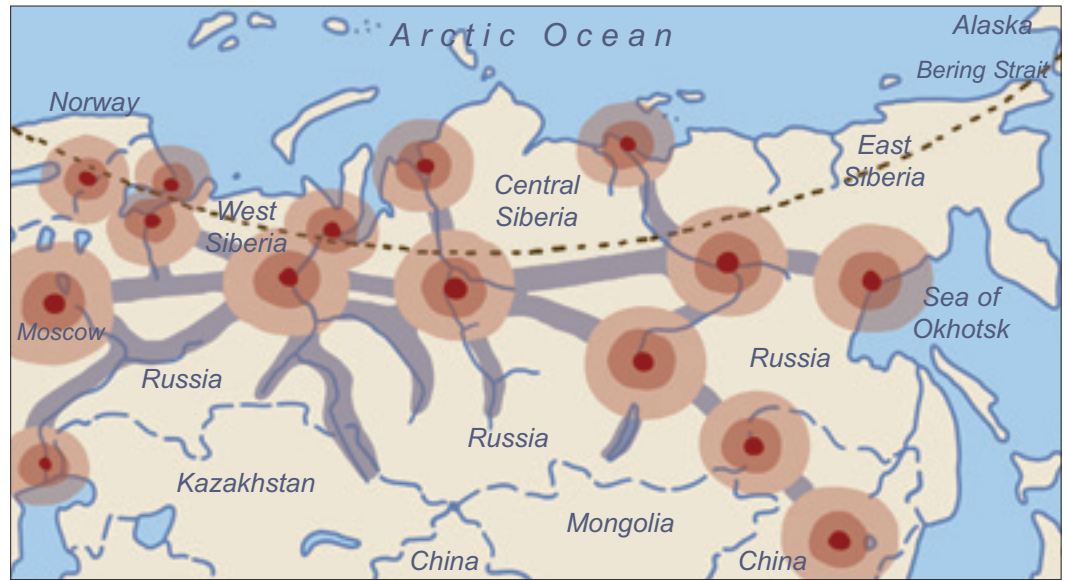 Alaska
Arctic Ocean
Bering Strait
Norway
East
Siberia
Central
Siberia
West
Siberia
Sea of
Okhotsk
Moscow
Russia
Russia
Russia
Kazakhstan
Mongolia
China
China